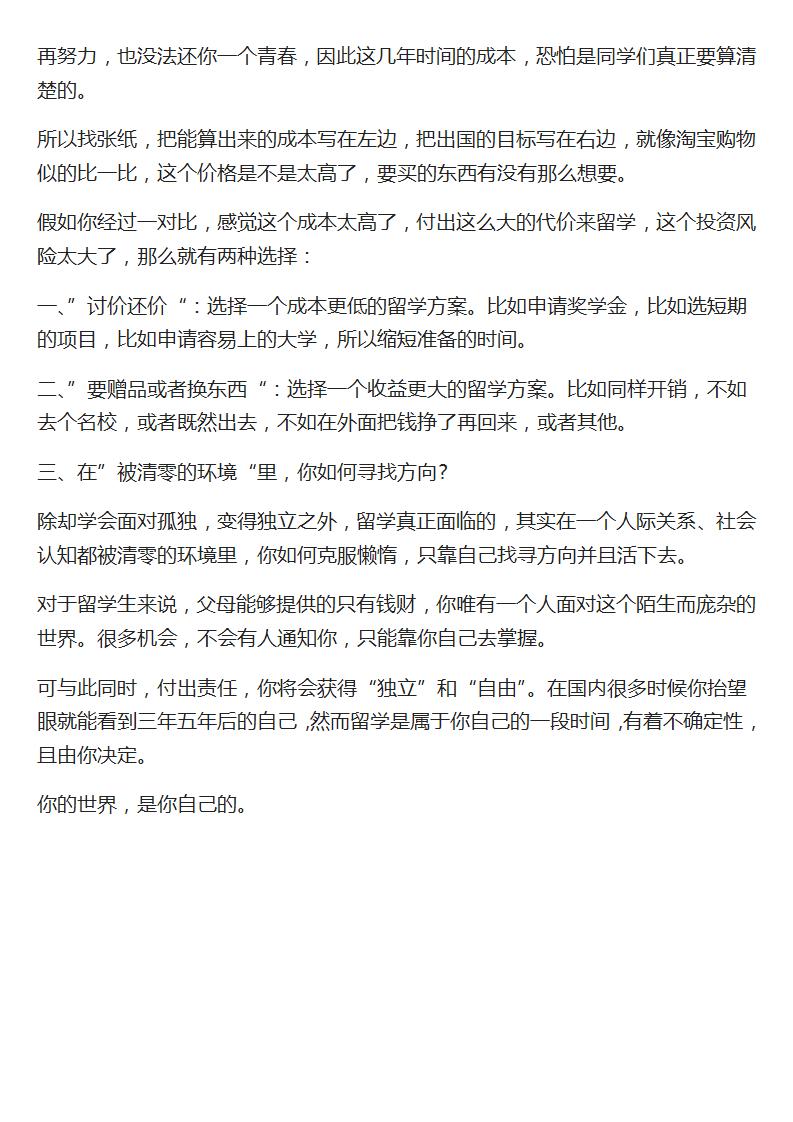 再努力，也没法还你一个青春，因此这几年时间的成本，恐怕是同学们真正要算清
楚的。
所以找张纸，把能算出来的成本写在左边，把出国的目标写在右边，就像淘宝购物
似的比一比，这个价格是不是太高了，要买的东西有没有那么想要。
假如你经过一对比，感觉这个成本太高了，付出这么大的代价来留学，这个投资风
险太大了，那么就有两种选择：
一、”讨价还价“：选择一个成本更低的留学方案。比如申请奖学金，比如选短期
的项目，比如申请容易上的大学，所以缩短准备的时间。
二、”要赠品或者换东西“：选择一个收益更大的留学方案。比如同样开销，不如
去个名校，或者既然出去，不如在外面把钱挣了再回来，或者其他。
三、在”被清零的环境“里，你如何寻找方向?
除却学会面对孤独，变得独立之外，留学真正面临的，其实在一个人际关系、社会
认知都被清零的环境里，你如何克服懒惰，只靠自己找寻方向并且活下去。
对于留学生来说，父母能够提供的只有钱财，你唯有一个人面对这个陌生而庞杂的
世界。很多机会，不会有人通知你，只能靠你自己去掌握。
可与此同时，付出责任，你将会获得“独立”和“自由”。在国内很多时候你抬望
眼就能看到三年五年后的自己，然而留学是属于你自己的一段时间，有着不确定性，
且由你决定。
你的世界，是你自己的。